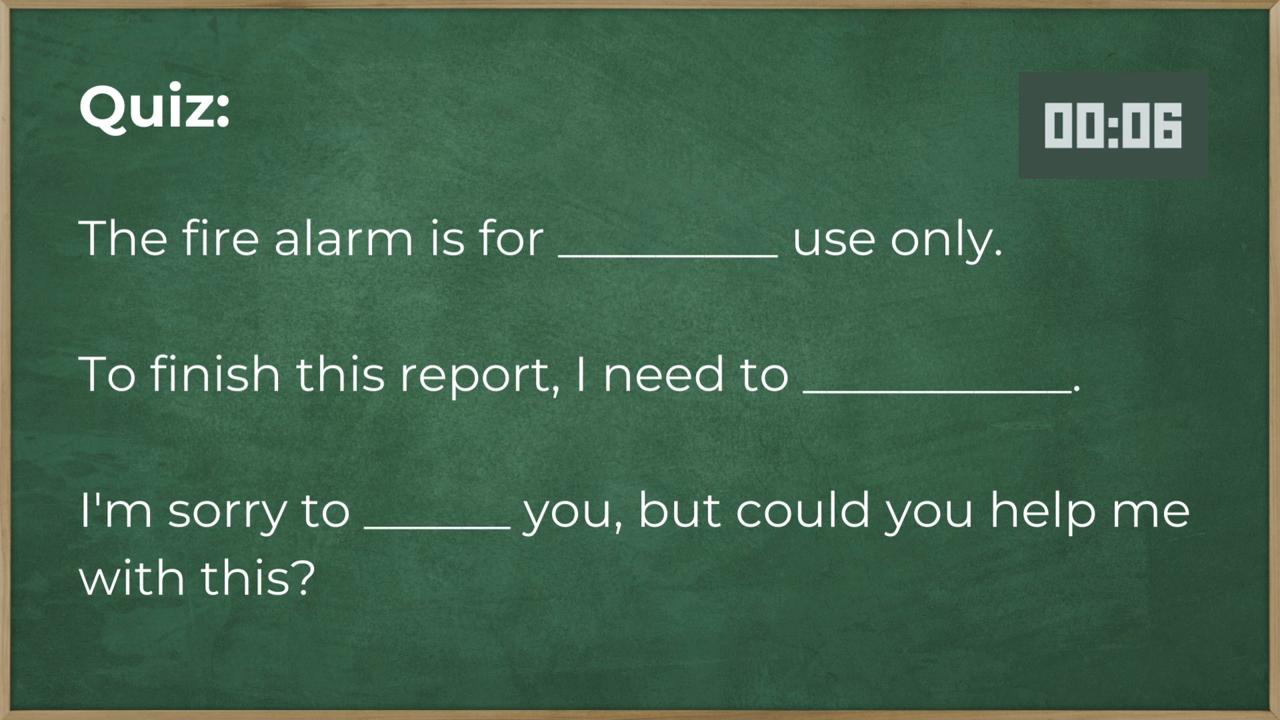 Quiz:
00:06
The fire alarm is for _________ use only.
To finish this report, I need to ___________.
I'm sorry to ______ you, but could you help me
with this?